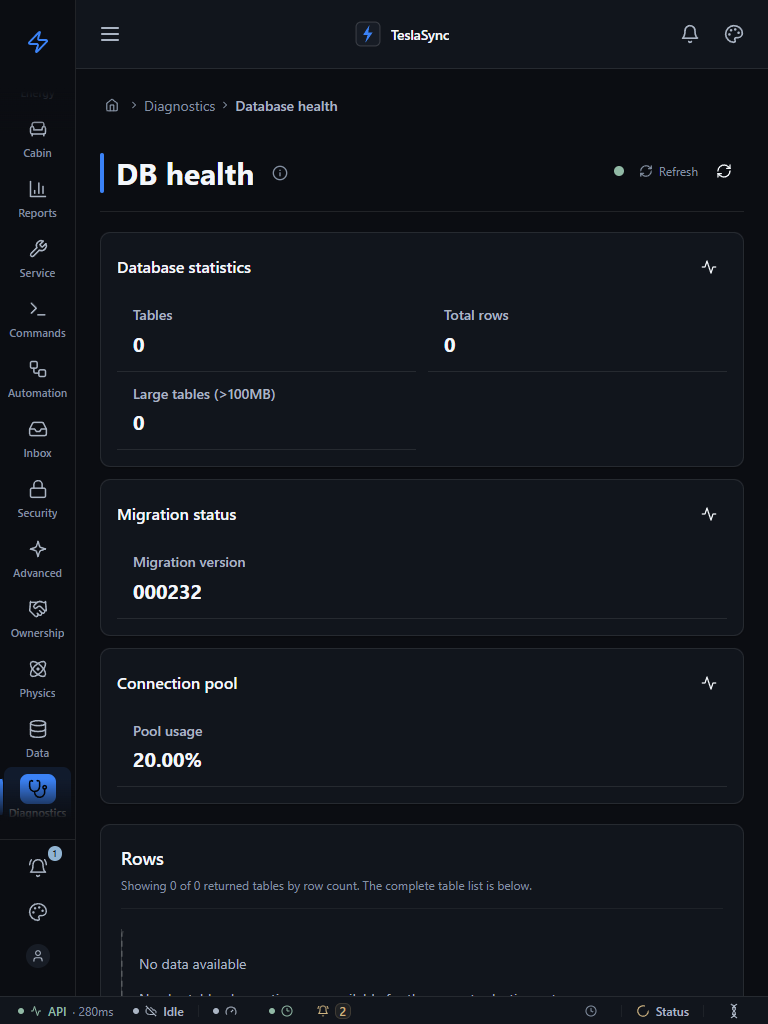 TeslaSync
Diagnostics
Database health
DB health
Refresh
Energy
Cabin
Reports
Service
Commands
Automation
Inbox
Security
Advanced
Ownership
Physics
Data
Diagnostics
1
Database statistics
Tables
Total rows
0
0
Large tables (>100MB)
0
Migration status
Migration version
000232
Connection pool
Pool usage
20.00%
Rows
Showing 0 of 0 returned tables by row count. The complete table list is below.
No data available
API · 280ms
Idle
2
Status